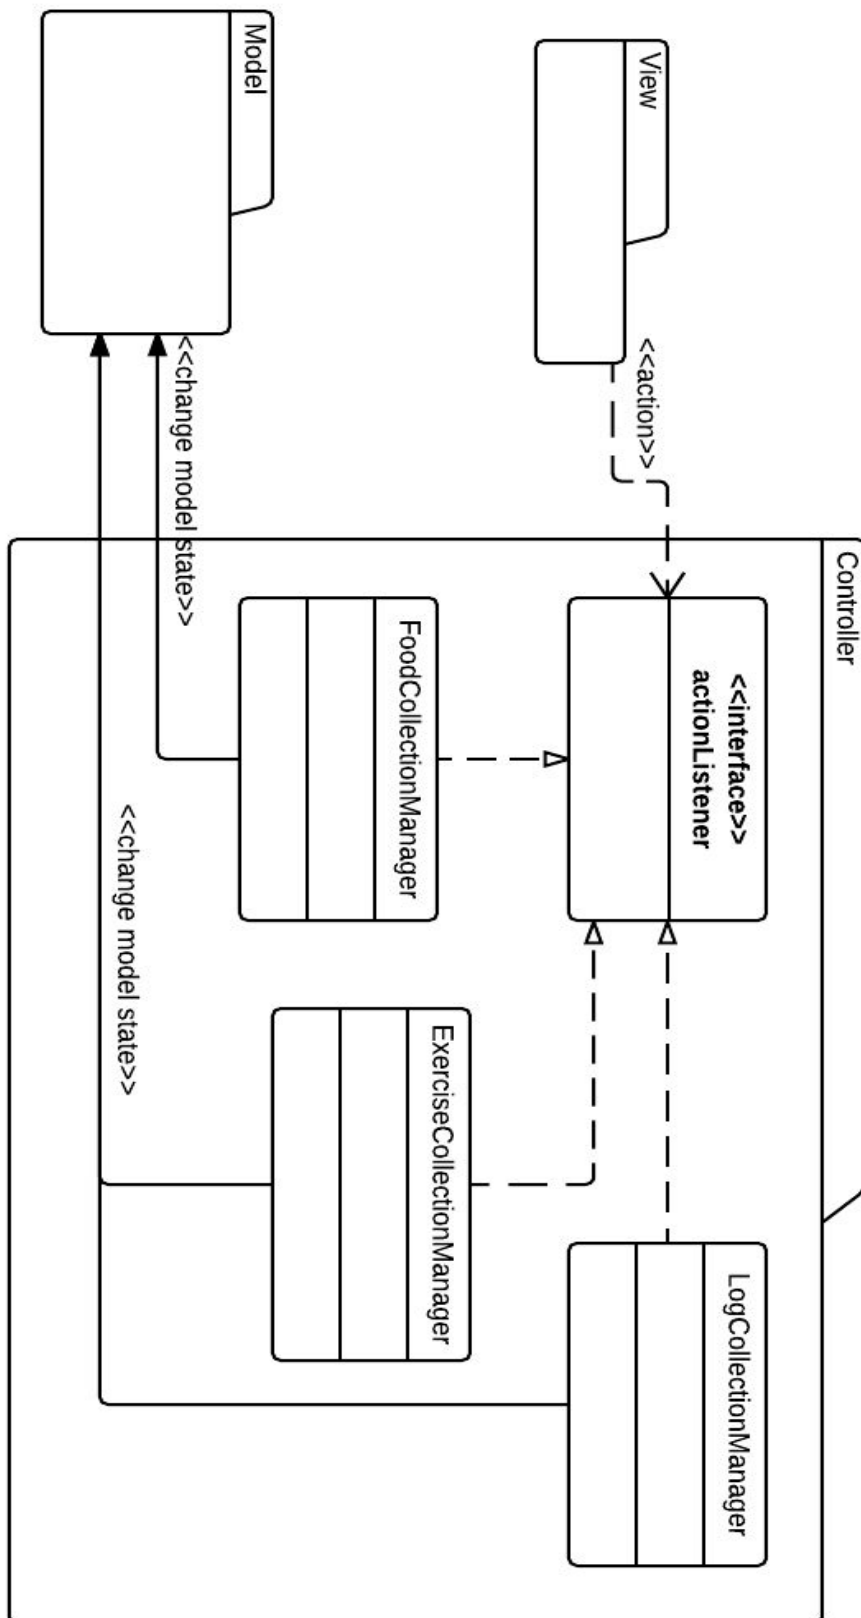 View
Model
<<action>>
<<change model state>>
Controller
<<interface>>
actionListener
FoodCollectionManager
<<change model state>>
ExerciseCollectionManager
LogCollectionManager